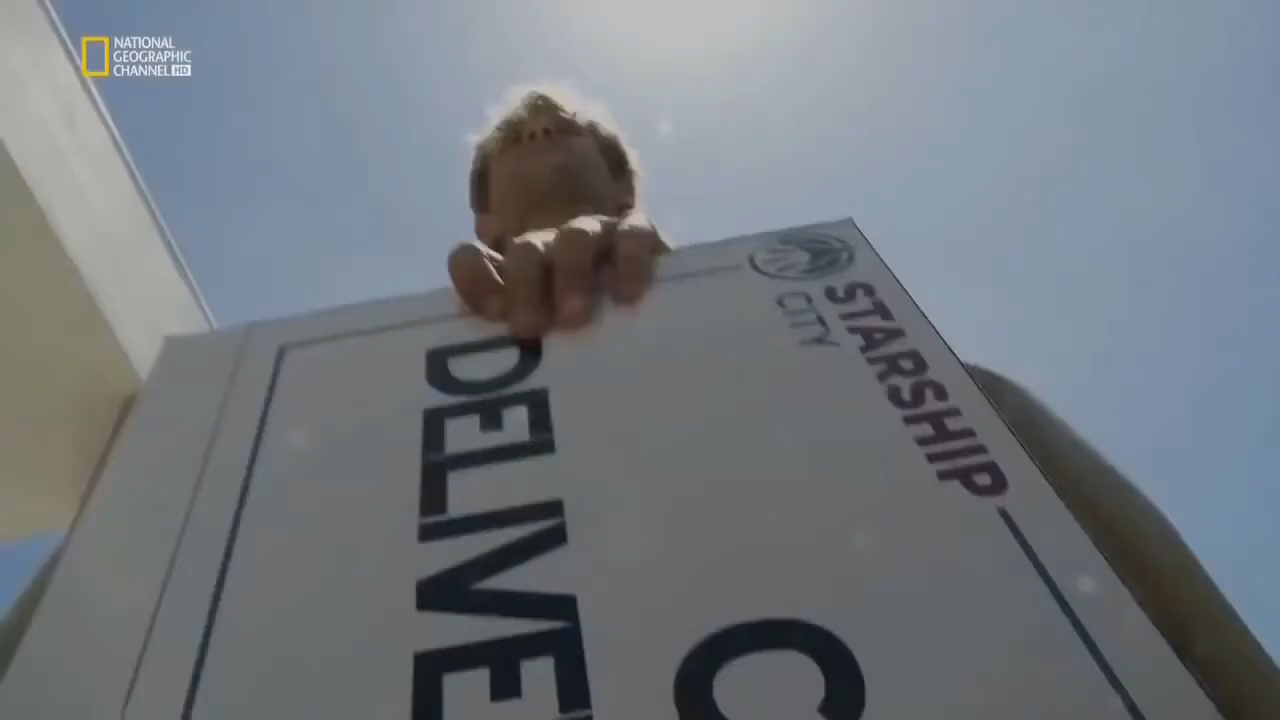 NATIONAL
GEOGRAPHIC
CHANNEL HD
STARSHIP
CITY
C
DELIVE